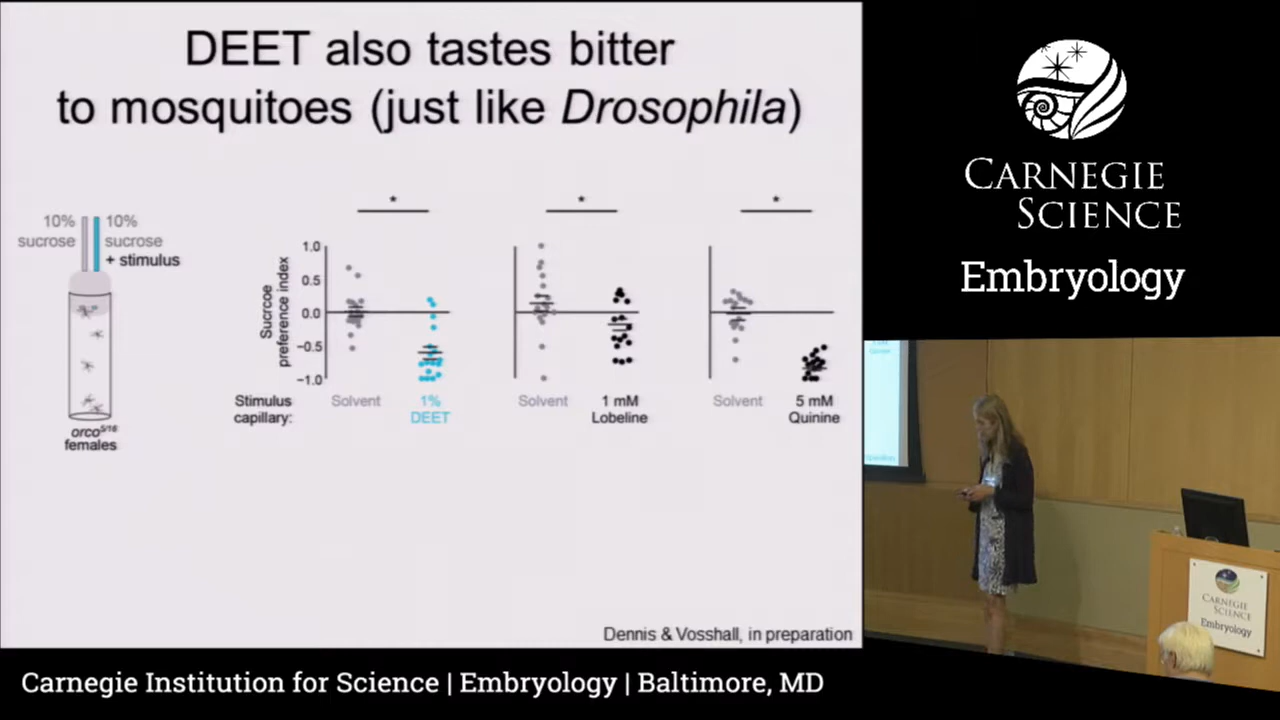 DEET also tastes bitter
to mosquitoes (just like Drosophila)
10%
sucrose
10%
sucrose
+ stimulus
orco5/16
females
Sucrcoe
preference index
1.0
0.5
0.0
−0.5
−1.0
*
*
*
Stimulus
capillary:
Solvent
1%
DEET
Solvent
1 mM
Lobeline
Solvent
5 mM
Quinine
Dennis & Vosshall, in preparation
CARNEGIE
SCIENCE
Embryology
CARNEGIE
SCIENCE
Embryology
Carnegie Institution for Science | Embryology | Baltimore, MD